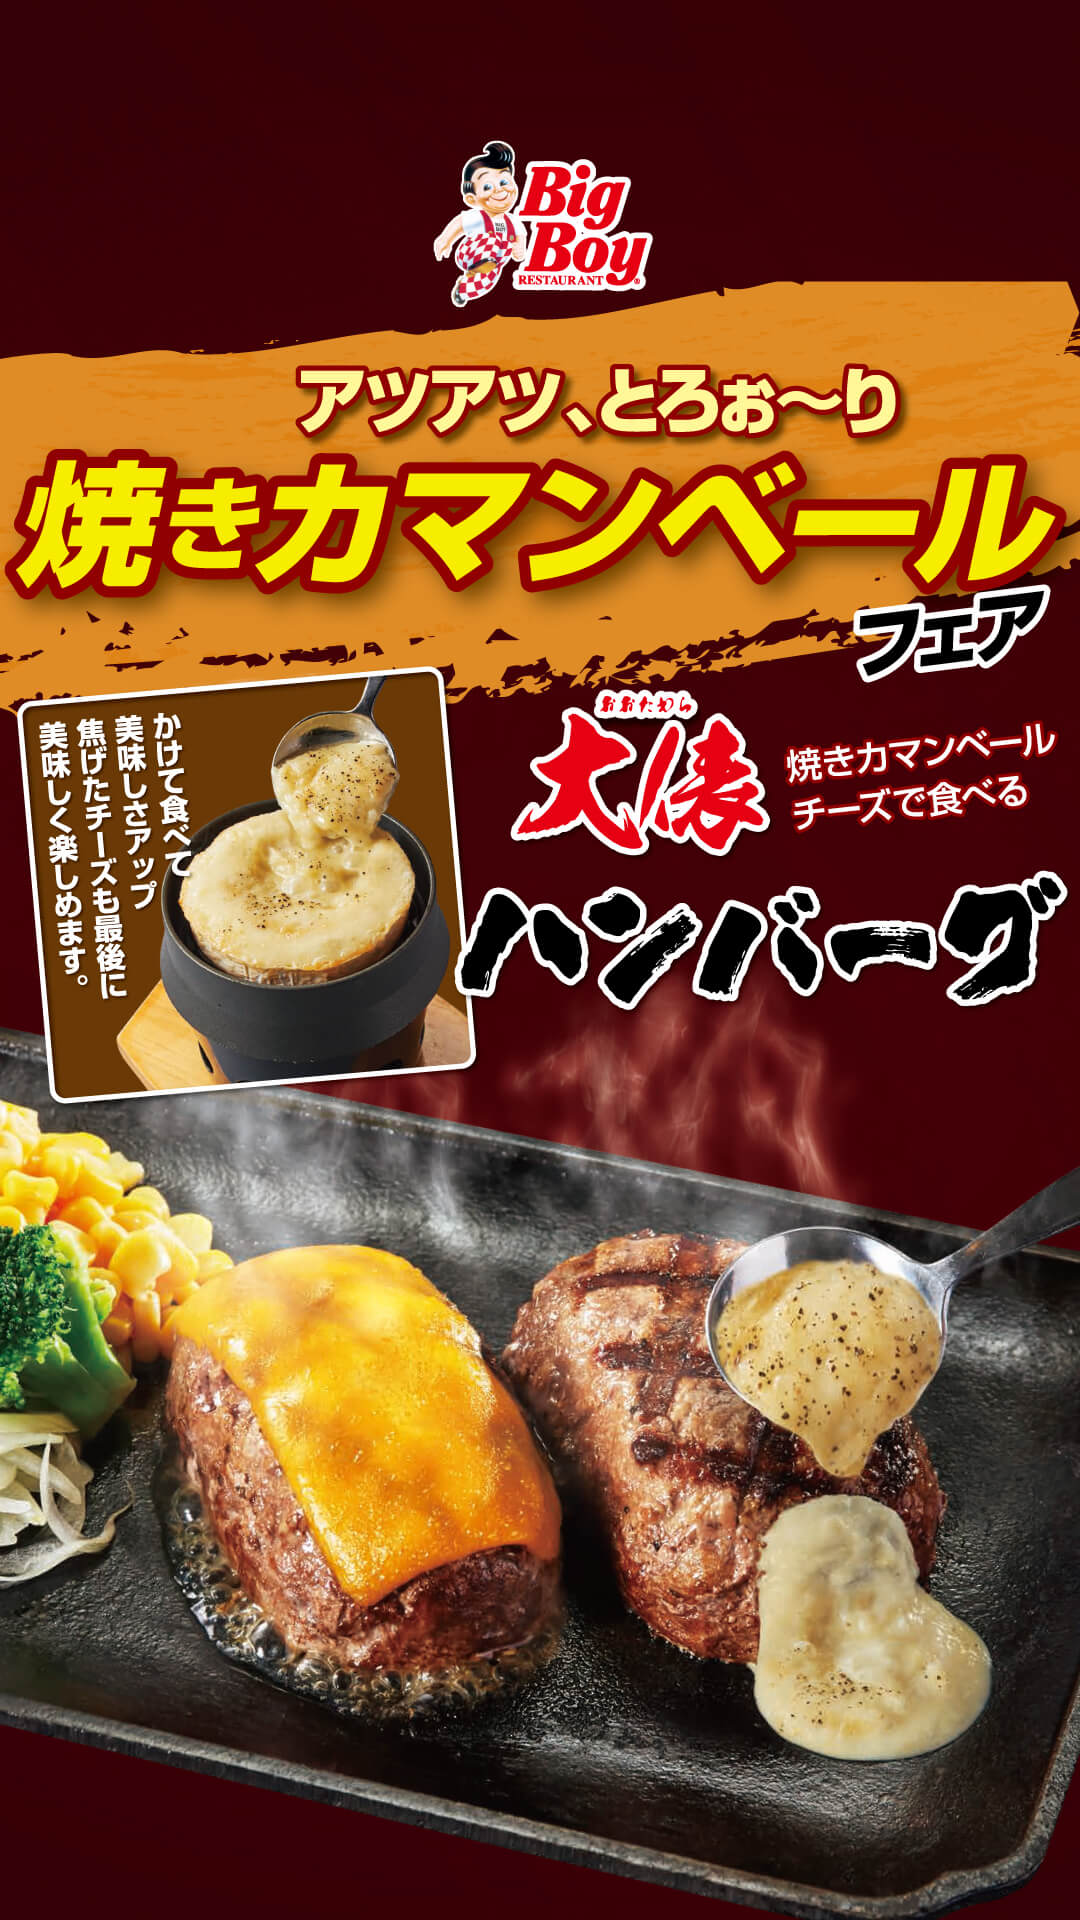 Big
Boy
RESTAURANT®
BIG
BOY
アツアツ、とろぉ〜り
焼きカマンベール
フェア
かけて食べて
美味しさアップ
焦げたチーズも最後に
美味しく楽しめます。
おおだわら
大俵
焼きカマンベール
チーズで食べる
ハンバーグ